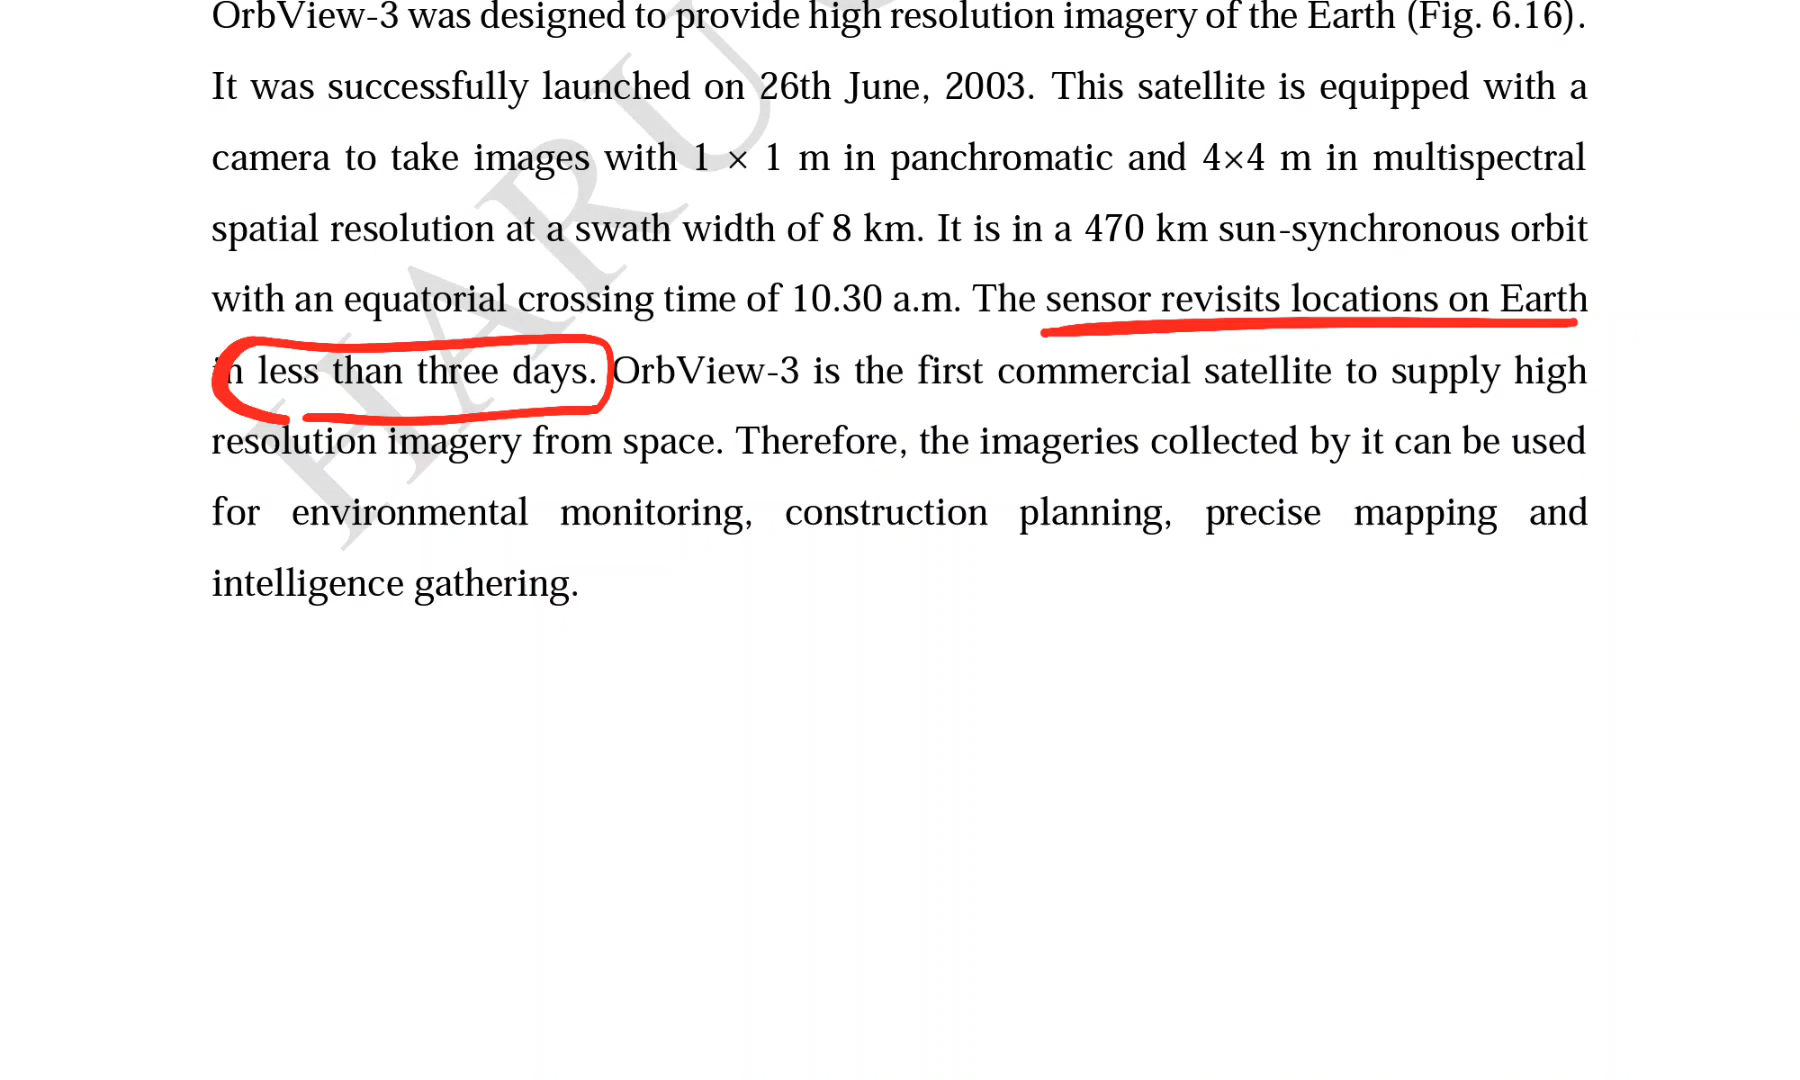 OrbView-3 was designed to provide high resolution imagery of the Earth (Fig. 6.16).
It was successfully launched on 26th June, 2003. This satellite is equipped with a
camera to take images with 1 × 1 m in panchromatic and 4×4 m in multispectral
spatial resolution at a swath width of 8 km. It is in a 470 km sun-synchronous orbit
with an equatorial crossing time of 10.30 a.m. The sensor revisits locations on Earth
in less than three days. OrbView-3 is the first commercial satellite to supply high
resolution imagery from space. Therefore, the imageries collected by it can be used
for environmental monitoring, construction planning, precise mapping and
intelligence gathering.
HARU